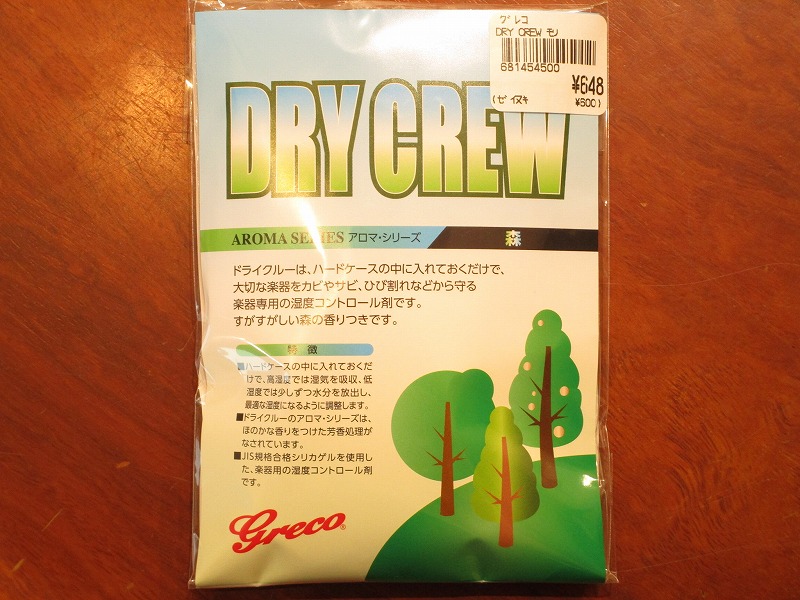 グレコ
DRY CREW モリ
681454500
¥648
(ゼイヌキ ¥600)
DRY CREW
AROMA SERIES アロマ・シリーズ 森
ドライクルーは、ハードケースの中に入れておくだけで、
大切な楽器をカビやサビ、ひび割れなどから守る
楽器専用の湿度コントロール剤です。
すがすがしい森の香りつきです。
特徴
■ハードケースの中に入れておくだ
けで、高湿度では湿気を吸収、低
湿度では少しずつ水分を放出し、
最適な湿度になるように調整します。
■ドライクルーのアロマ・シリーズは、
ほのかな香りをつけた芳香処理が
なされています。
■JIS規格合格シリカゲルを使用し
た、楽器用の湿度コントロール剤
です。
Greco®